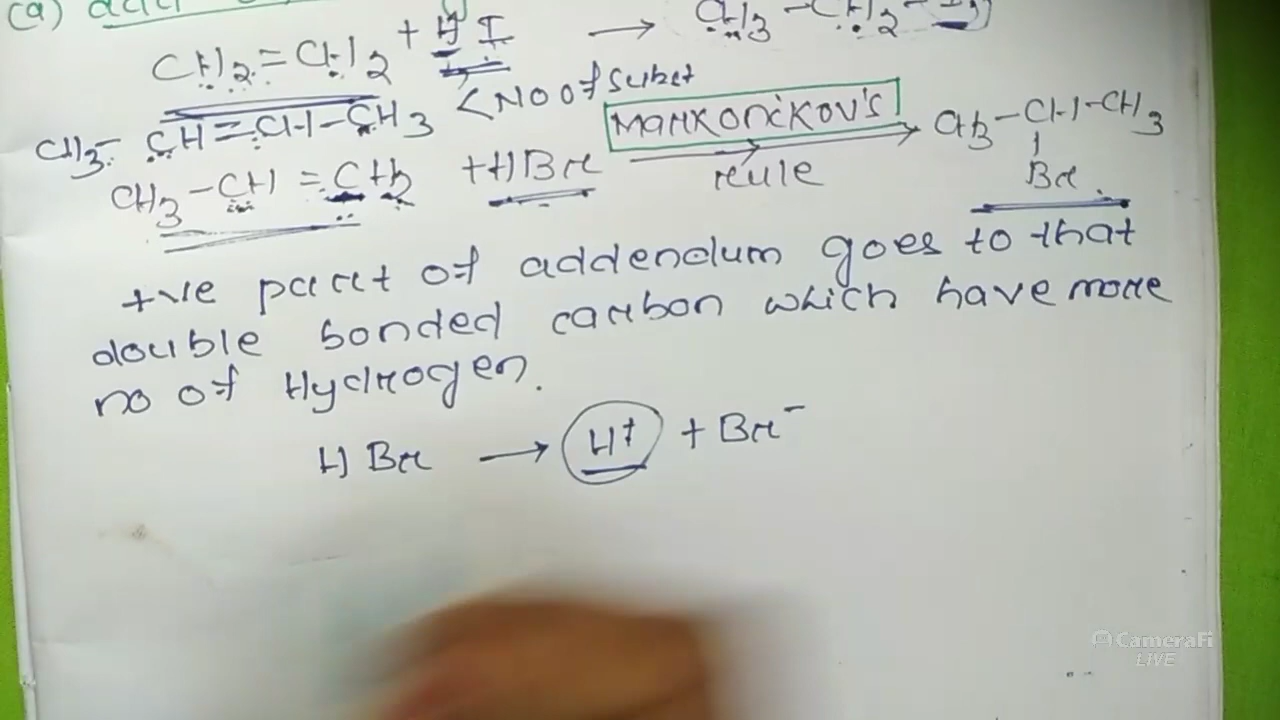 (a)
CH2 = CH2 + HI → CH3 - CH2 - I
CH3 - CH = CH - CH3 < No of Subst
CH3 - CH = CH2 + HBr MARKONIKOV'S rule → CH3 - CH - CH3
Br
+ve part of addendum goes to that
double bonded carbon which have more
no of Hydrogen.
HBr → H+ + Br-
CameraFi
LIVE